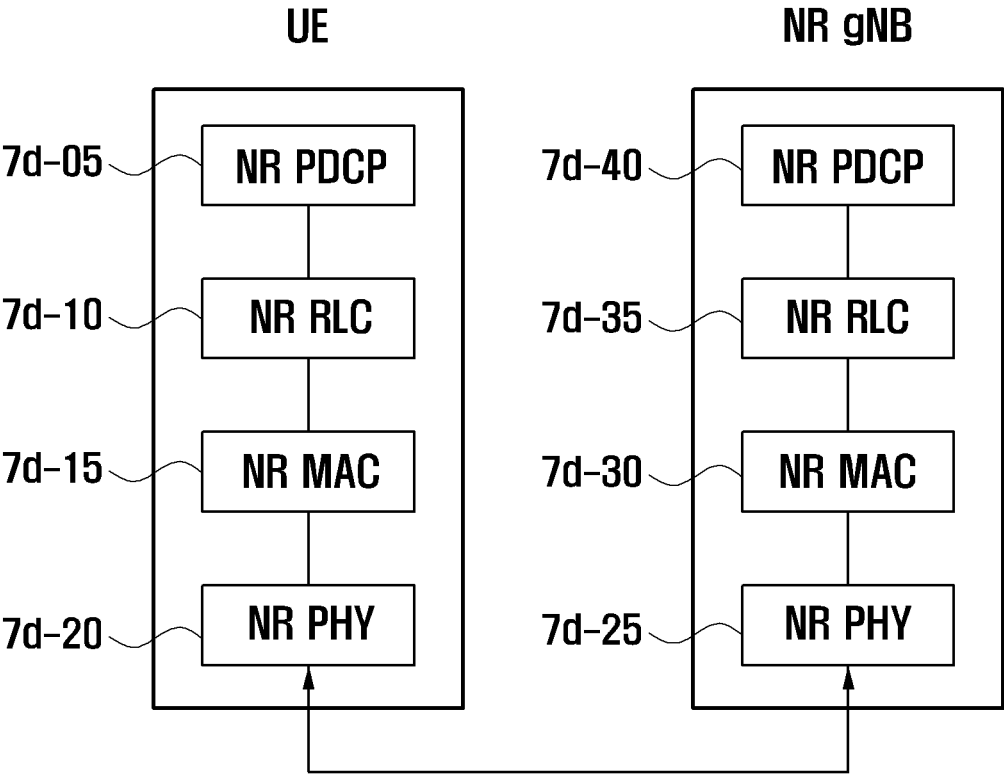 UE
NR gNB
7d-05
NR PDCP
7d-40
NR PDCP
7d-10
NR RLC
7d-35
NR RLC
7d-15
NR MAC
7d-30
NR MAC
7d-20
NR PHY
7d-25
NR PHY